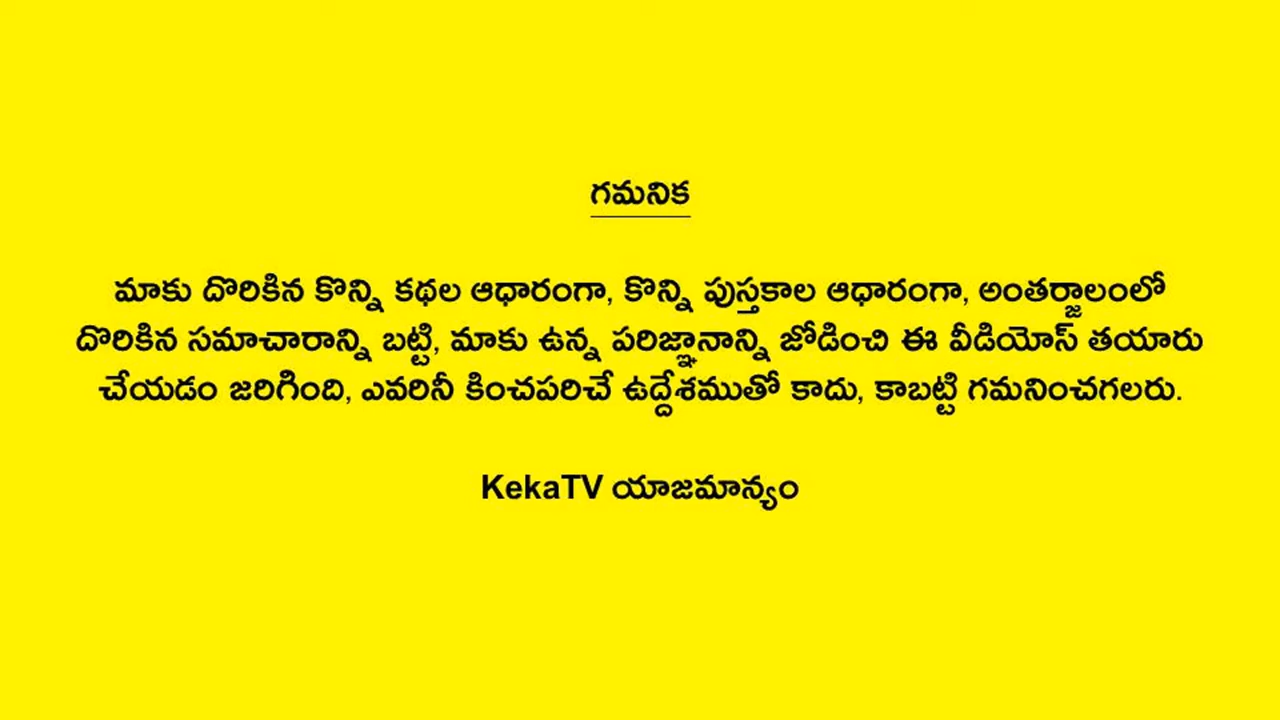 గమనిక
మాకు దొరికిన కొన్ని కథల ఆధారంగా, కొన్ని పుస్తకాల ఆధారంగా, అంతర్జాలంలో
దొరికిన సమాచారాన్ని బట్టి, మాకు ఉన్న పరిజ్ఞానాన్ని జోడించి ఈ వీడియోస్ తయారు
చేయడం జరిగింది, ఎవరినీ కించపరిచే ఉద్దేశముతో కాదు, కాబట్టి గమనించగలరు.
KekaTV యాజమాన్యం